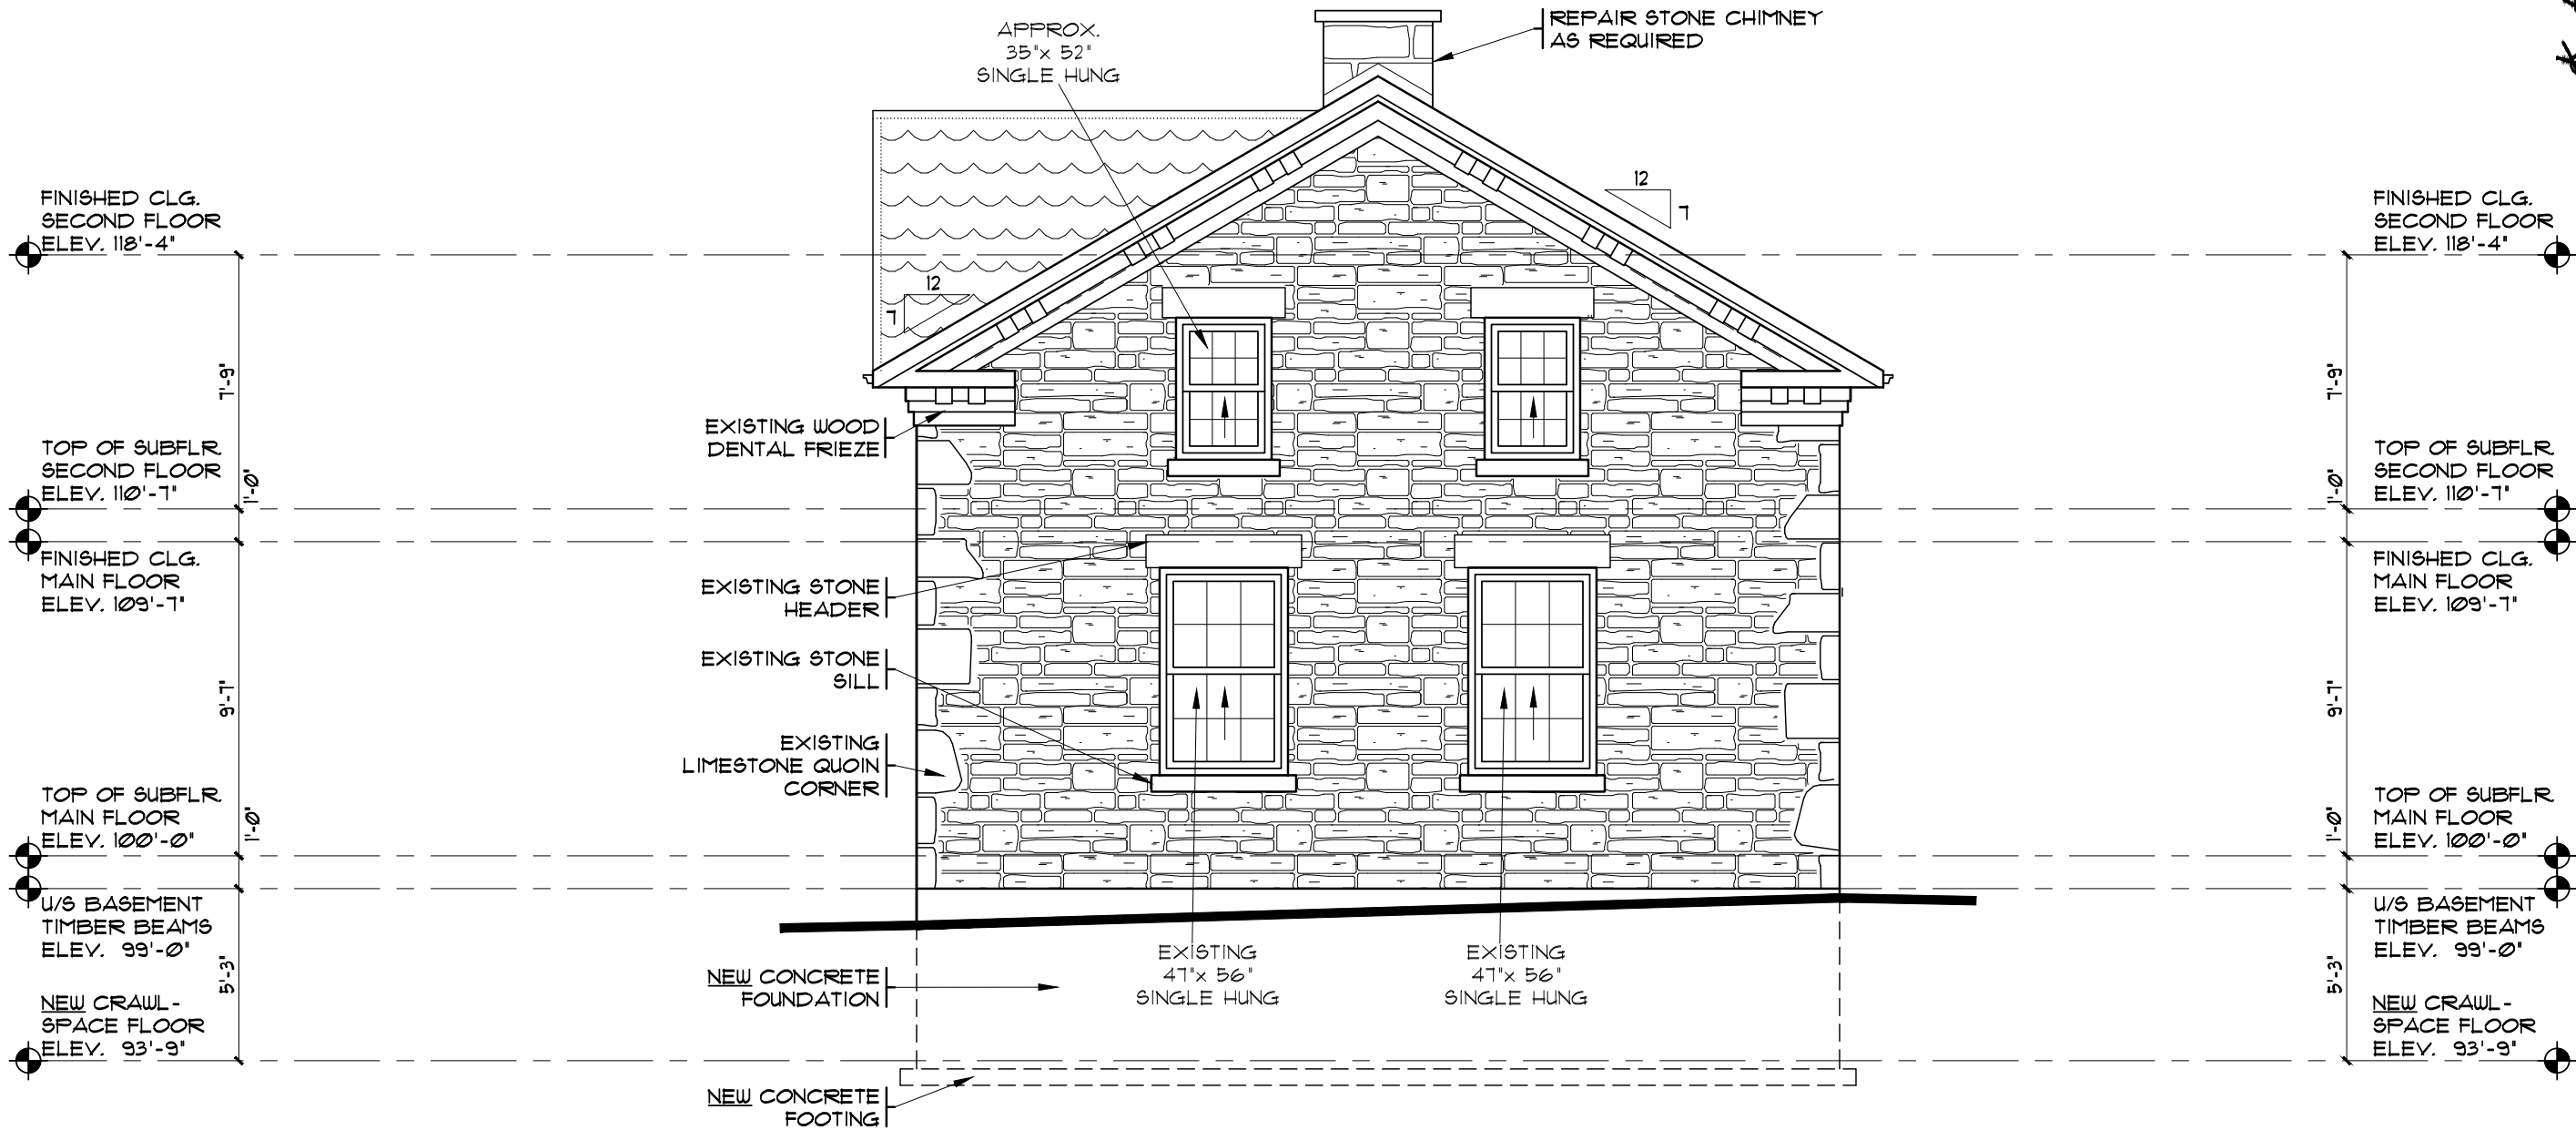 APPROX.
35"x 52"
SINGLE HUNG
REPAIR STONE CHIMNEY
AS REQUIRED
12
7
12
7
FINISHED CLG.
SECOND FLOOR
ELEV. 118'-4"
7'-9"
TOP OF SUBFLR.
SECOND FLOOR
ELEV. 110'-7"
1'-0"
FINISHED CLG.
MAIN FLOOR
ELEV. 109'-7"
9'-7"
TOP OF SUBFLR.
MAIN FLOOR
ELEV. 100'-0"
1'-0"
U/S BASEMENT
TIMBER BEAMS
ELEV. 99'-0"
5'-3"
NEW CRAWL-
SPACE FLOOR
ELEV. 93'-9"
EXISTING WOOD
DENTAL FRIEZE
EXISTING STONE
HEADER
EXISTING STONE
SILL
EXISTING
LIMESTONE QUOIN
CORNER
NEW CONCRETE
FOUNDATION
NEW CONCRETE
FOOTING
EXISTING
47"x 56"
SINGLE HUNG
EXISTING
47"x 56"
SINGLE HUNG
FINISHED CLG.
SECOND FLOOR
ELEV. 118'-4"
7'-9"
TOP OF SUBFLR.
SECOND FLOOR
ELEV. 110'-7"
1'-0"
FINISHED CLG.
MAIN FLOOR
ELEV. 109'-7"
9'-7"
TOP OF SUBFLR.
MAIN FLOOR
ELEV. 100'-0"
1'-0"
U/S BASEMENT
TIMBER BEAMS
ELEV. 99'-0"
5'-3"
NEW CRAWL-
SPACE FLOOR
ELEV. 93'-9"